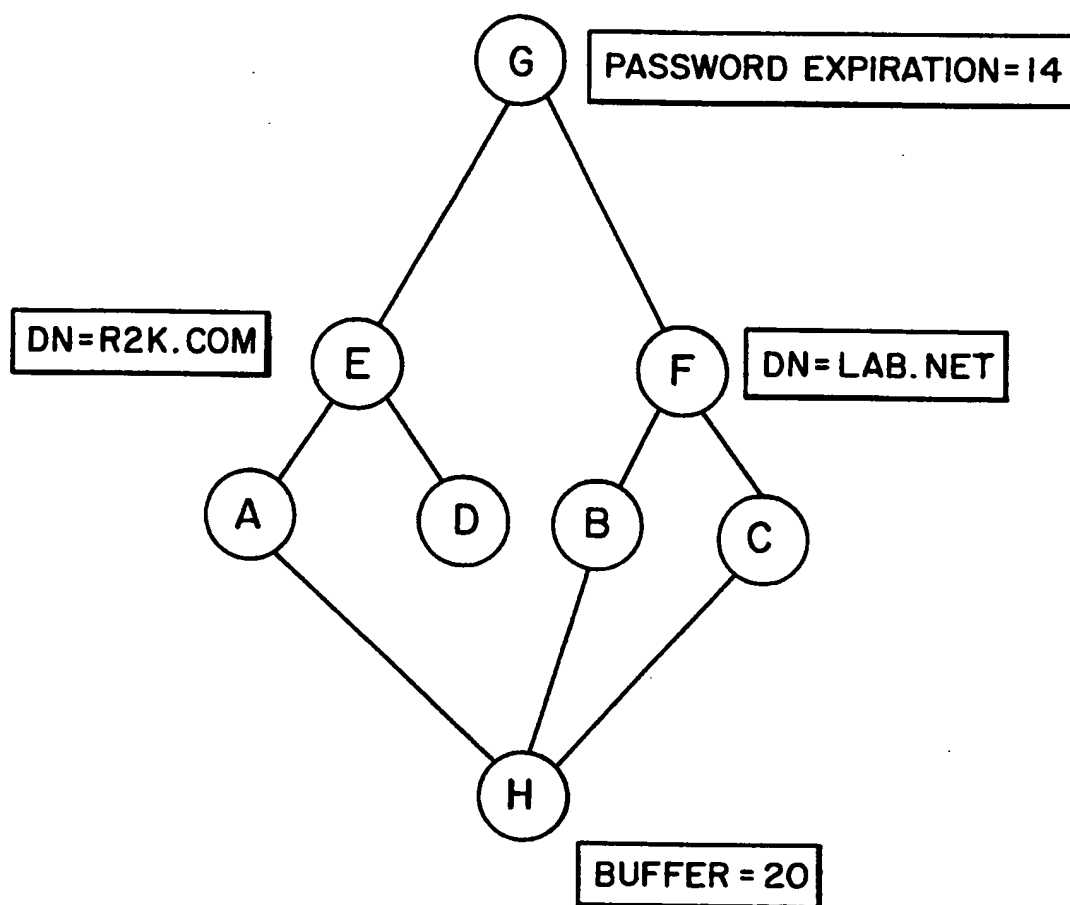 G
PASSWORD EXPIRATION=14
DN=R2K.COM
E
F
DN=LAB.NET
A
D
B
C
H
BUFFER=20